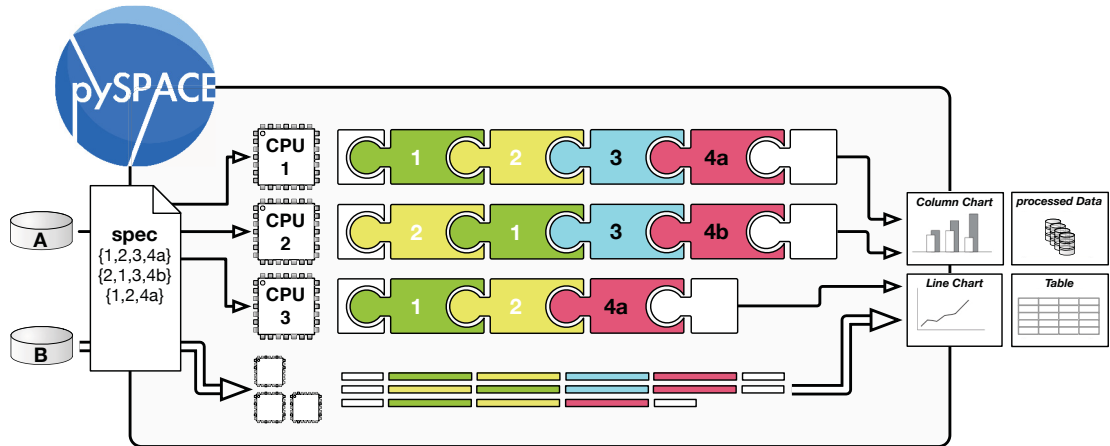 pySPACE
A
B
spec
{1,2,3,4a}
{2,1,3,4b}
{1,2,4a}
CPU
1
1 2 3 4a
CPU
2
2 1 3 4b
CPU
3
1 2 4a
Column Chart
processed Data
Line Chart
Table